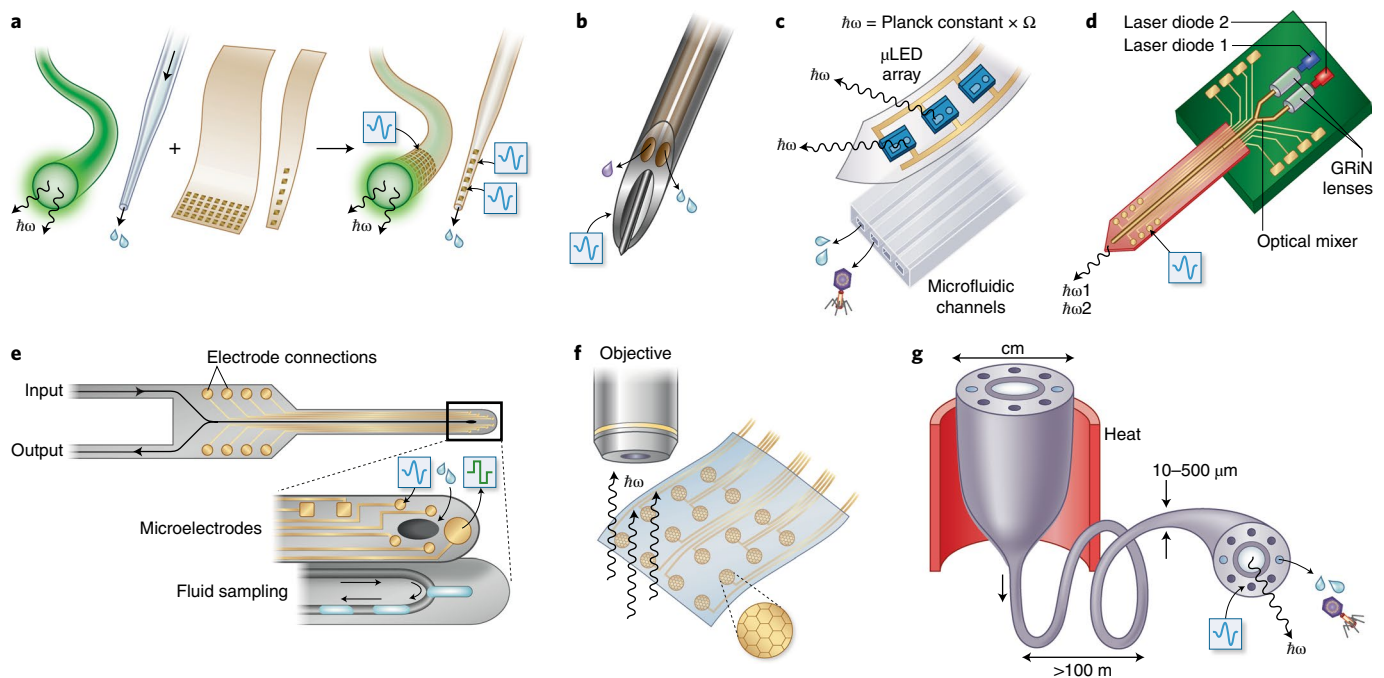 a
ħω
+
b
c
ħω = Planck constant × Ω
µLED
array
ħω
ħω
Microfluidic
channels
d
Laser diode 2
Laser diode 1
GRiN
lenses
Optical mixer
ħω1
ħω2
e
Electrode connections
Input
Output
Microelectrodes
Fluid sampling
f
Objective
ħω
g
cm
Heat
10–500 µm
ħω
>100 m
ħω